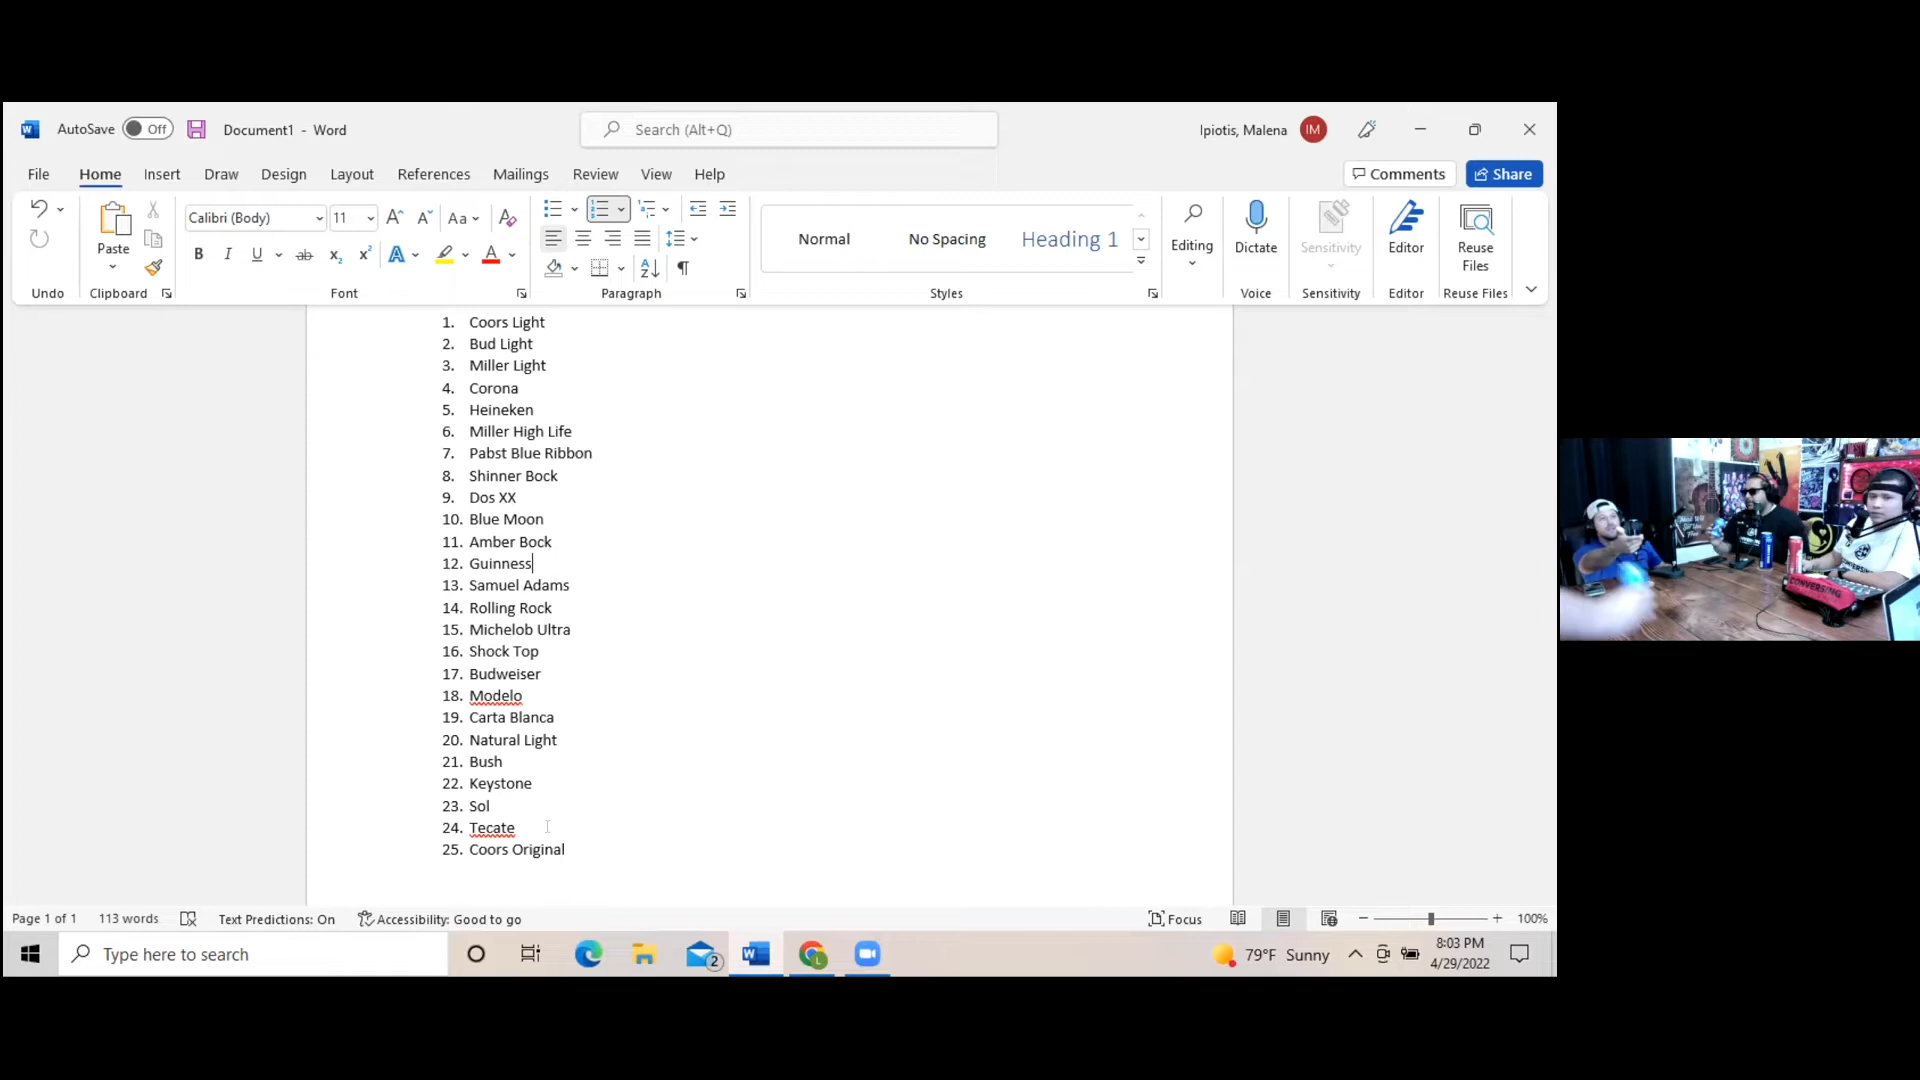 AutoSave Off Document1 - Word Search (Alt+Q) Ipiotis, Malena IM
File Home Insert Draw Design Layout References Mailings Review View Help Comments Share
Calibri (Body) 11 Aa
Paste
Normal No Spacing Heading 1
Editing Dictate Sensitivity Editor Reuse Files
Undo Clipboard Font Paragraph Styles Voice Sensitivity Editor Reuse Files
1. Coors Light
2. Bud Light
3. Miller Light
4. Corona
5. Heineken
6. Miller High Life
7. Pabst Blue Ribbon
8. Shinner Bock
9. Dos XX
10. Blue Moon
11. Amber Bock
12. Guinness
13. Samuel Adams
14. Rolling Rock
15. Michelob Ultra
16. Shock Top
17. Budweiser
18. Modelo
19. Carta Blanca
20. Natural Light
21. Bush
22. Keystone
23. Sol
24. Tecate
25. Coors Original
CONVERSING
Page 1 of 1 113 words Text Predictions: On Accessibility: Good to go Focus 100%
Type here to search 2 79°F Sunny 8:03 PM
4/29/2022